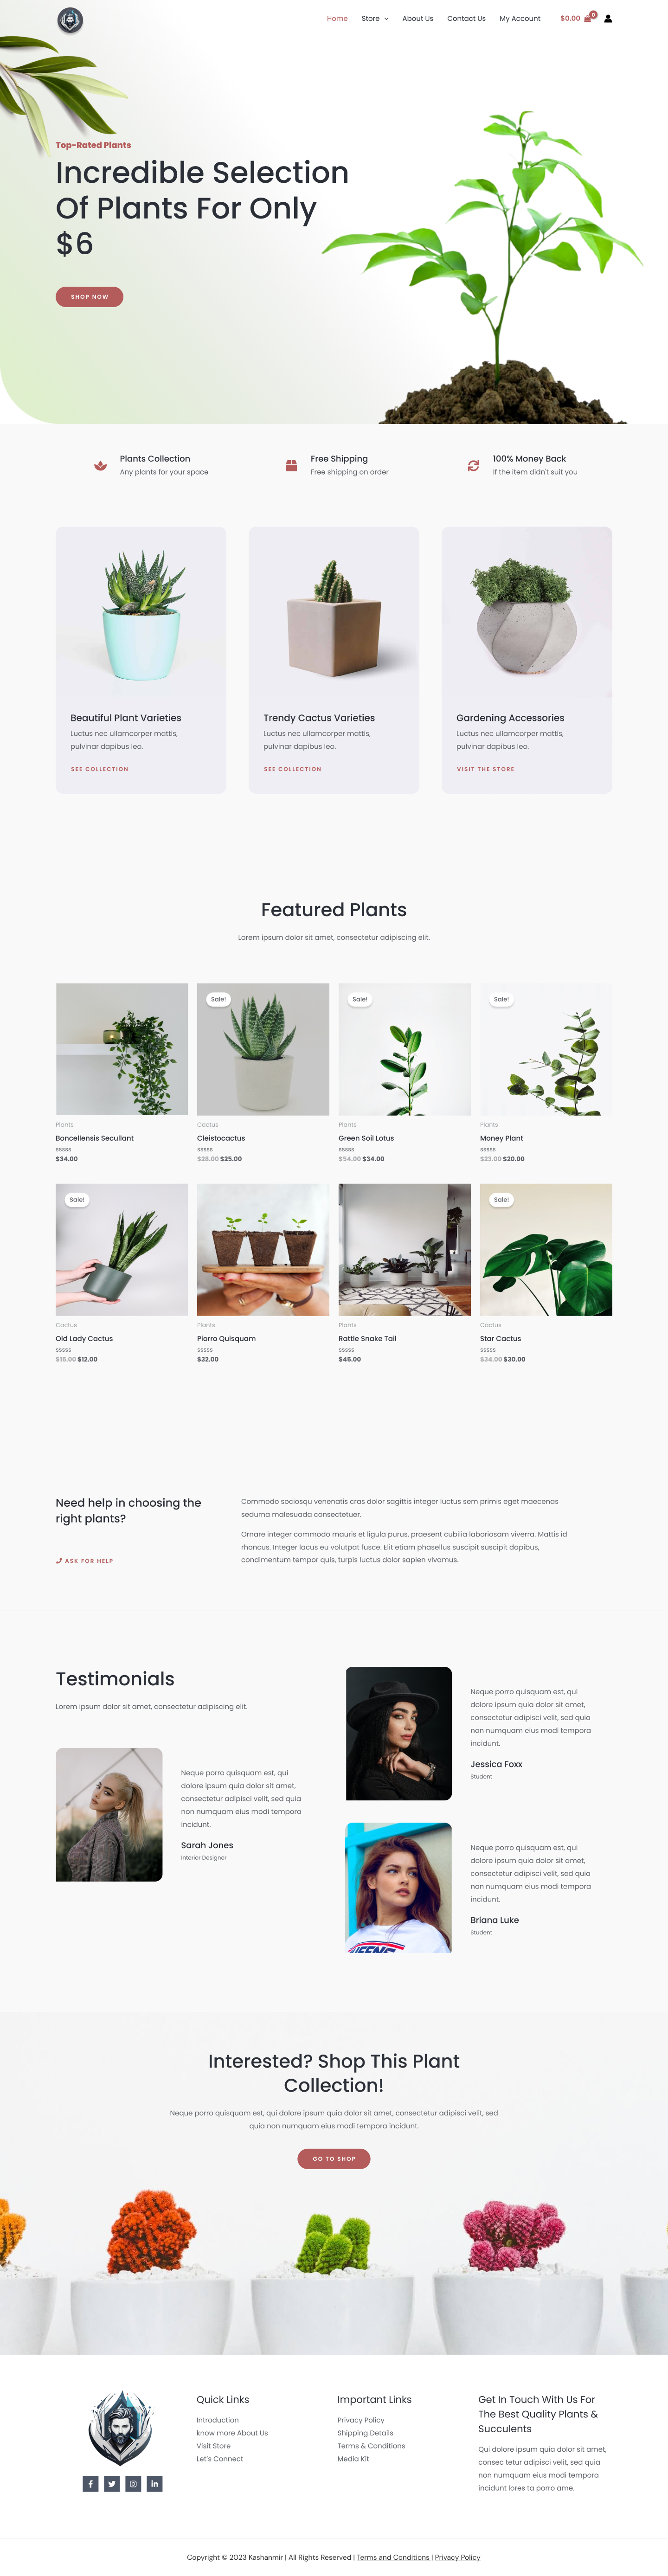 Home
Store
About Us
Contact Us
My Account
$0.00
0
Top-Rated Plants
Incredible Selection
Of Plants For Only
$6
SHOP NOW
Plants Collection
Any plants for your space
Free Shipping
Free shipping on order
100% Money Back
If the item didn't suit you
Beautiful Plant Varieties
Luctus nec ullamcorper mattis,
pulvinar dapibus leo.
SEE COLLECTION
Trendy Cactus Varieties
Luctus nec ullamcorper mattis,
pulvinar dapibus leo.
SEE COLLECTION
Gardening Accessories
Luctus nec ullamcorper mattis,
pulvinar dapibus leo.
VISIT THE STORE
Featured Plants
Lorem ipsum dolor sit amet, consectetur adipiscing elit.
Plants
Boncellensis Secullant
SSSSS
$34.00
Sale!
Cactus
Cleistocactus
SSSSS
$28.00 $25.00
Sale!
Plants
Green Soil Lotus
SSSSS
$54.00 $34.00
Sale!
Plants
Money Plant
SSSSS
$23.00 $20.00
Sale!
Cactus
Old Lady Cactus
SSSSS
$15.00 $12.00
Plants
Piorro Quisquam
SSSSS
$32.00
Plants
Rattle Snake Tail
SSSSS
$45.00
Sale!
Cactus
Star Cactus
SSSSS
$34.00 $30.00
Need help in choosing the
right plants?
ASK FOR HELP
Commodo sociosqu venenatis cras dolor sagittis integer luctus sem primis eget maecenas
sedurna malesuada consectetuer.
Ornare integer commodo mauris et ligula purus, praesent cubilia laboriosam viverra. Mattis id
rhoncus. Integer lacus eu volutpat fusce. Elit etiam phasellus suscipit suscipit dapibus,
condimentum tempor quis, turpis luctus dolor sapien vivamus.
Testimonials
Lorem ipsum dolor sit amet, consectetur adipiscing elit.
Neque porro quisquam est, qui
dolore ipsum quia dolor sit amet,
consectetur adipisci velit, sed quia
non numquam eius modi tempora
incidunt.
Sarah Jones
Interior Designer
Neque porro quisquam est, qui
dolore ipsum quia dolor sit amet,
consectetur adipisci velit, sed quia
non numquam eius modi tempora
incidunt.
Jessica Foxx
Student
Neque porro quisquam est, qui
dolore ipsum quia dolor sit amet,
consectetur adipisci velit, sed quia
non numquam eius modi tempora
incidunt.
Briana Luke
Student
Interested? Shop This Plant
Collection!
Neque porro quisquam est, qui dolore ipsum quia dolor sit amet, consectetur adipisci velit, sed
quia non numquam eius modi tempora incidunt.
GO TO SHOP
Quick Links
Introduction
know more About Us
Visit Store
Let's Connect
Important Links
Privacy Policy
Shipping Details
Terms & Conditions
Media Kit
Get In Touch With Us For
The Best Quality Plants &
Succulents
Qui dolore ipsum quia dolor sit amet,
consec tetur adipisci velit, sed quia
non numquam eius modi tempora
incidunt lores ta porro ame.
Copyright © 2023 Kashanmir | All Rights Reserved | Terms and Conditions | Privacy Policy